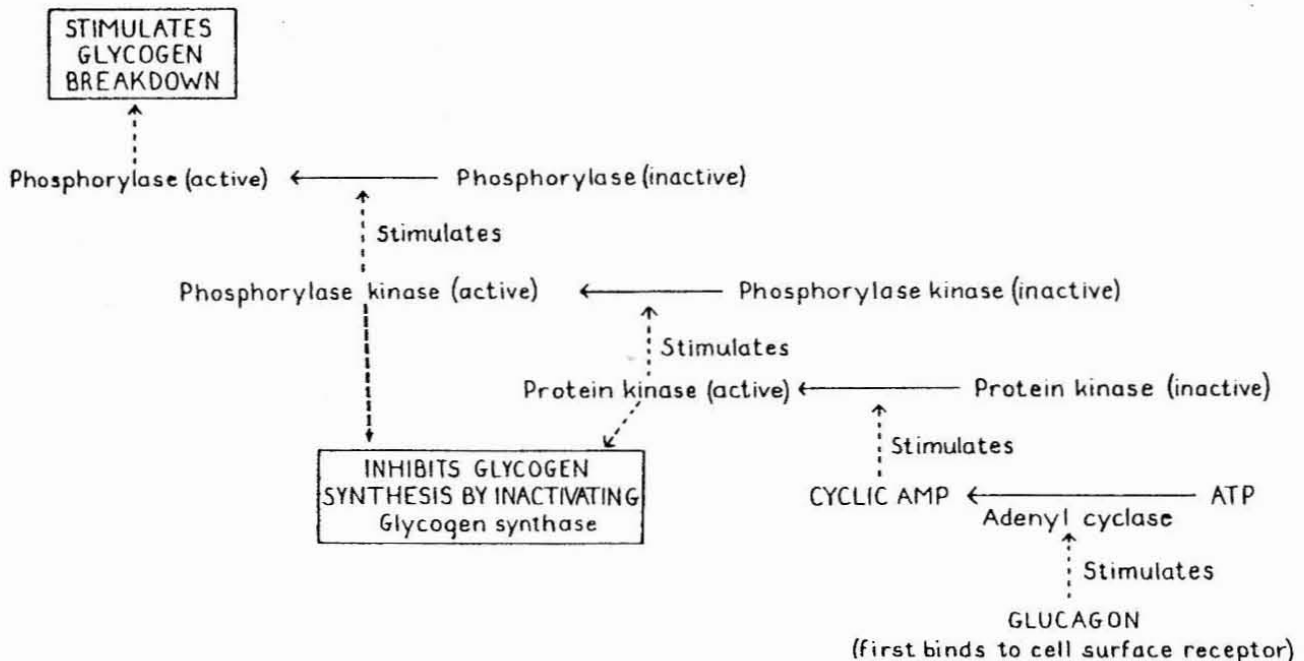 STIMULATES
GLYCOGEN
BREAKDOWN
Phosphorylase (active)
Phosphorylase (inactive)
Stimulates
Phosphorylase kinase (active)
Phosphorylase kinase (inactive)
Stimulates
Protein kinase (active)
Protein kinase (inactive)
Stimulates
INHIBITS GLYCOGEN
SYNTHESIS BY INACTIVATING
Glycogen synthase
CYCLIC AMP
ATP
Adenyl cyclase
Stimulates
GLUCAGON
(first binds to cell surface receptor)